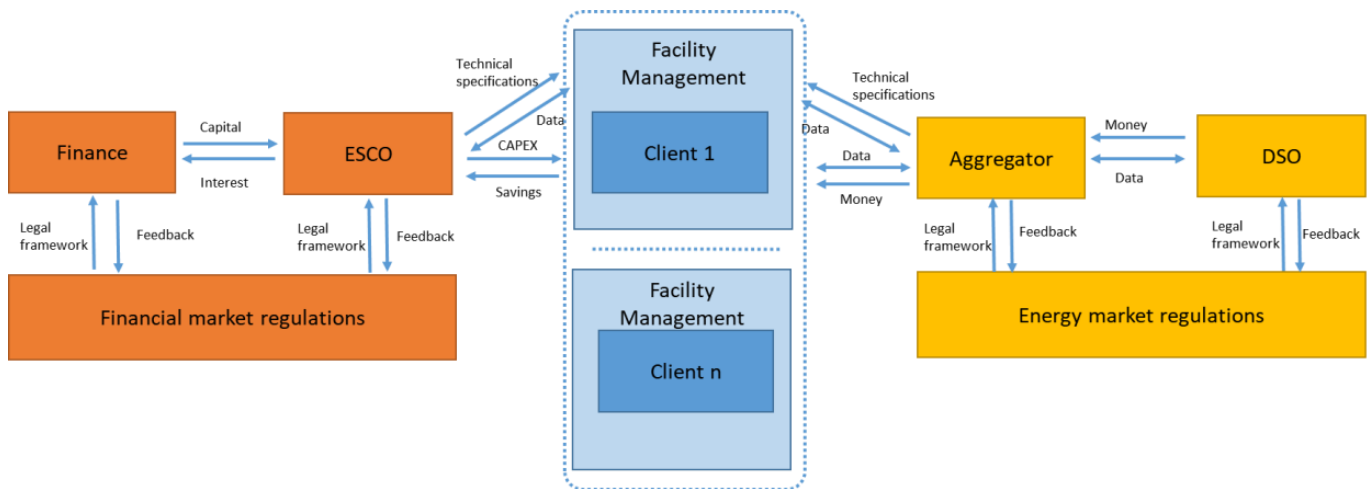 Facility
Management
Client 1
Technical
specifications
Data
CAPEX
Savings
Technical
specifications
Data
Data
Money
Finance
Capital
Interest
ESCO
Aggregator
Money
Data
DSO
Legal
framework
Feedback
Legal
framework
Feedback
Legal
framework
Feedback
Legal
framework
Feedback
Financial market regulations
Energy market regulations
Facility
Management
Client n